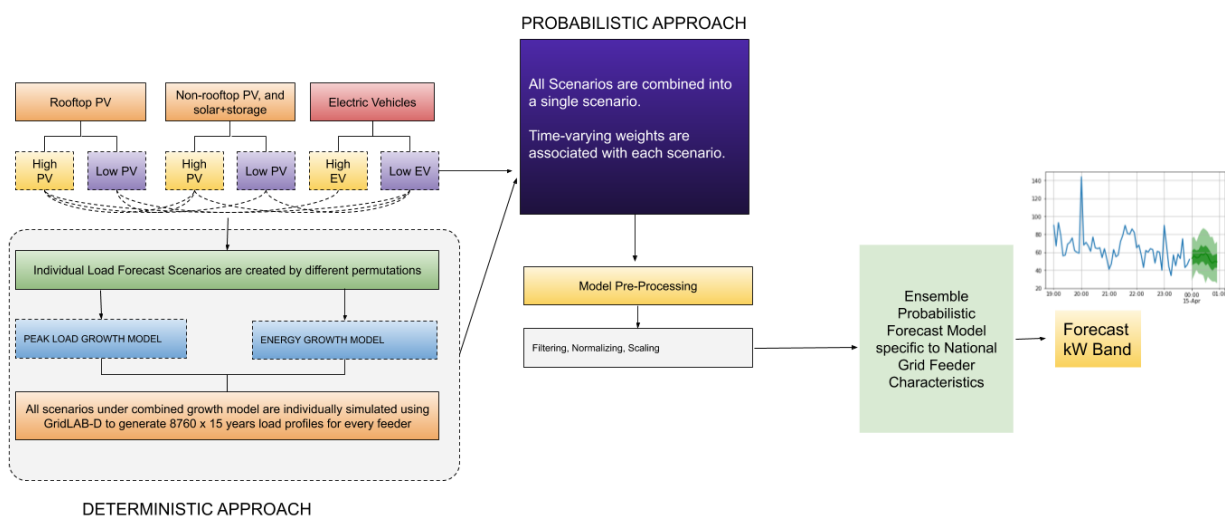 PROBABILISTIC APPROACH
All Scenarios are combined into
a single scenario.
Time-varying weights are
associated with each scenario.
Rooftop PV
Non-rooftop PV, and
solar+storage
Electric Vehicles
High
PV
Low PV
High
PV
Low PV
High
EV
Low EV
Individual Load Forecast Scenarios are created by different permutations
PEAK LOAD GROWTH MODEL
ENERGY GROWTH MODEL
All scenarios under combined growth model are individually simulated using
GridLAB-D to generate 8760 x 15 years load profiles for every feeder
DETERMINISTIC APPROACH
Model Pre-Processing
Filtering, Normalizing, Scaling
Ensemble
Probabilistic
Forecast Model
specific to National
Grid Feeder
Characteristics
140
120
100
80
60
40
20
19:00 20:00 21:00 22:00 23:00 00:00 01:00
15-Apr
Forecast
kW Band